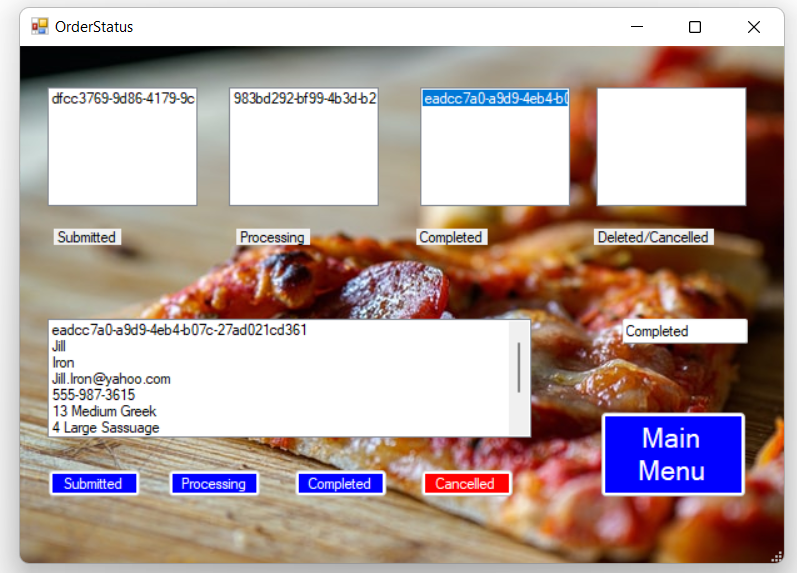 OrderStatus
dfcc3769-9d86-4179-9c
983bd292-bf99-4b3d-b2
eadcc7a0-a9d9-4eb4-b0
Submitted
Processing
Completed
Deleted/Cancelled
eadcc7a0-a9d9-4eb4-b07c-27ad021cd361
Jill
Iron
Jill.Iron@yahoo.com
555-987-3615
13 Medium Greek
4 Large Sassuage
Completed
Main
Menu
Submitted
Processing
Completed
Cancelled